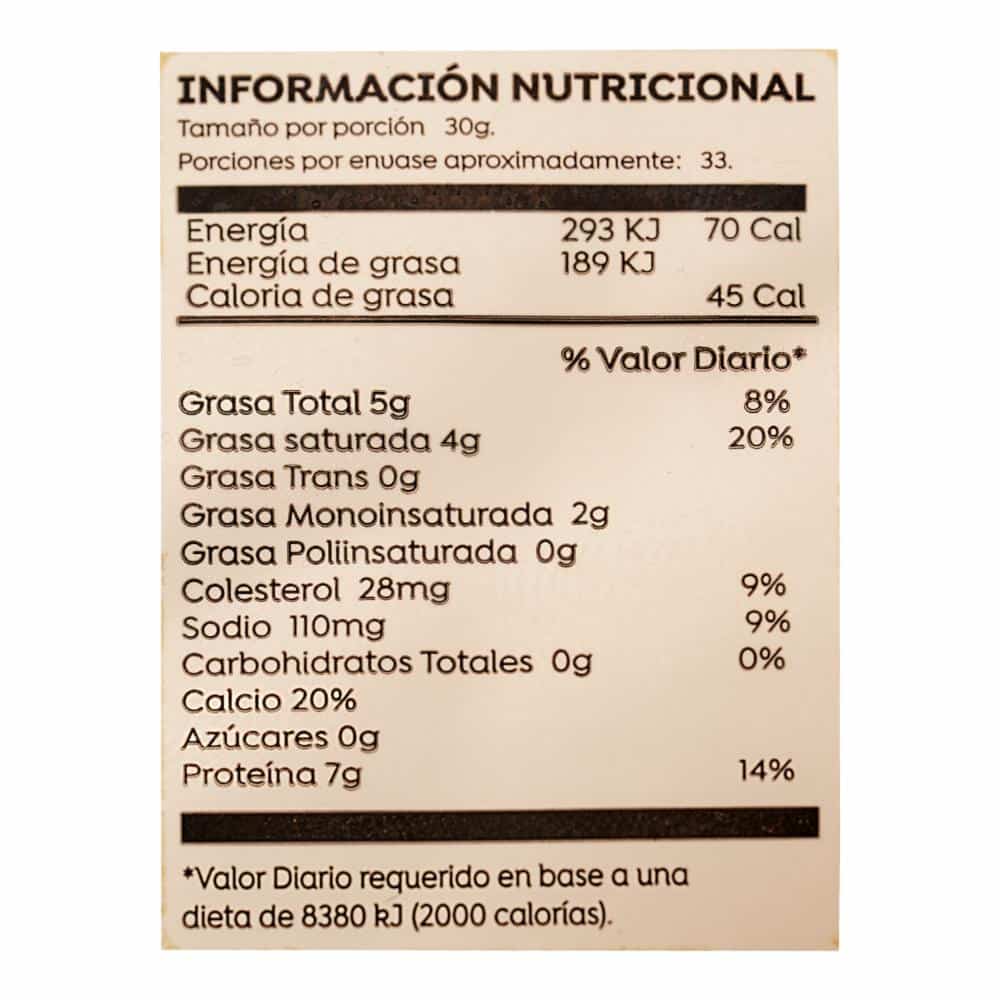 INFORMACIÓN NUTRICIONAL
Tamaño por porción 30g.
Porciones por envase aproximadamente: 33.
Energía 293 KJ 70 Cal
Energía de grasa 189 KJ
Caloria de grasa 45 Cal
% Valor Diario*
Grasa Total 5g 8%
Grasa saturada 4g 20%
Grasa Trans 0g
Grasa Monoinsaturada 2g
Grasa Poliinsaturada 0g
Colesterol 28mg 9%
Sodio 110mg 9%
Carbohidratos Totales 0g 0%
Calcio 20%
Azúcares 0g
Proteína 7g 14%
*Valor Diario requerido en base a una
dieta de 8380 kJ (2000 calorías).